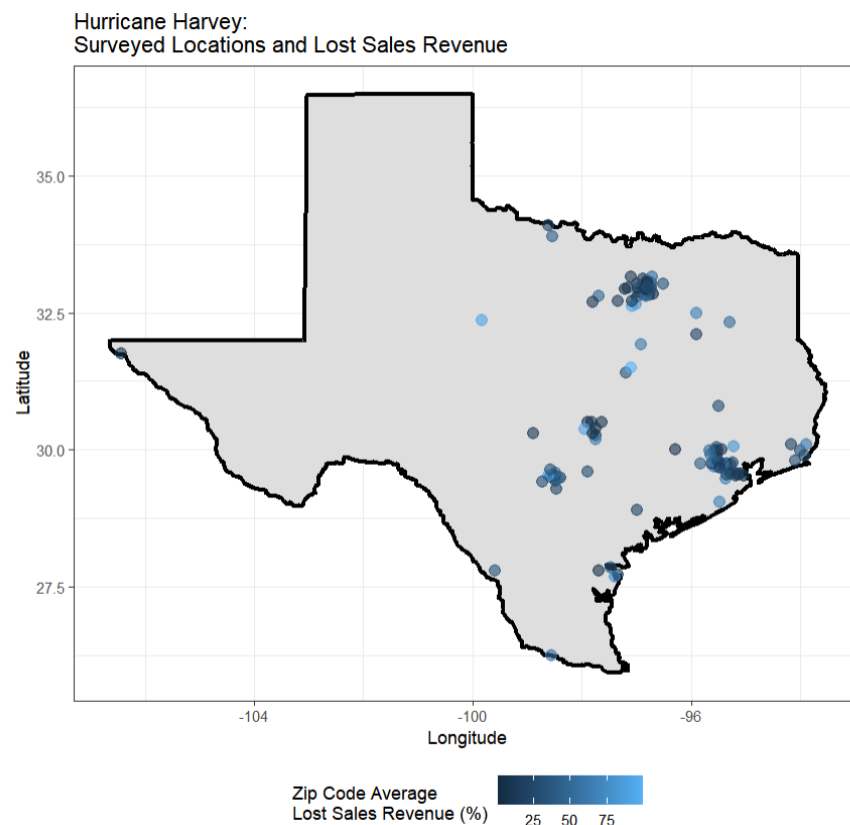 Hurricane Harvey:
Surveyed Locations and Lost Sales Revenue
35.0
32.5
30.0
27.5
Latitude
-104
-100
-96
Longitude
Zip Code Average
Lost Sales Revenue (%)
25
50
75